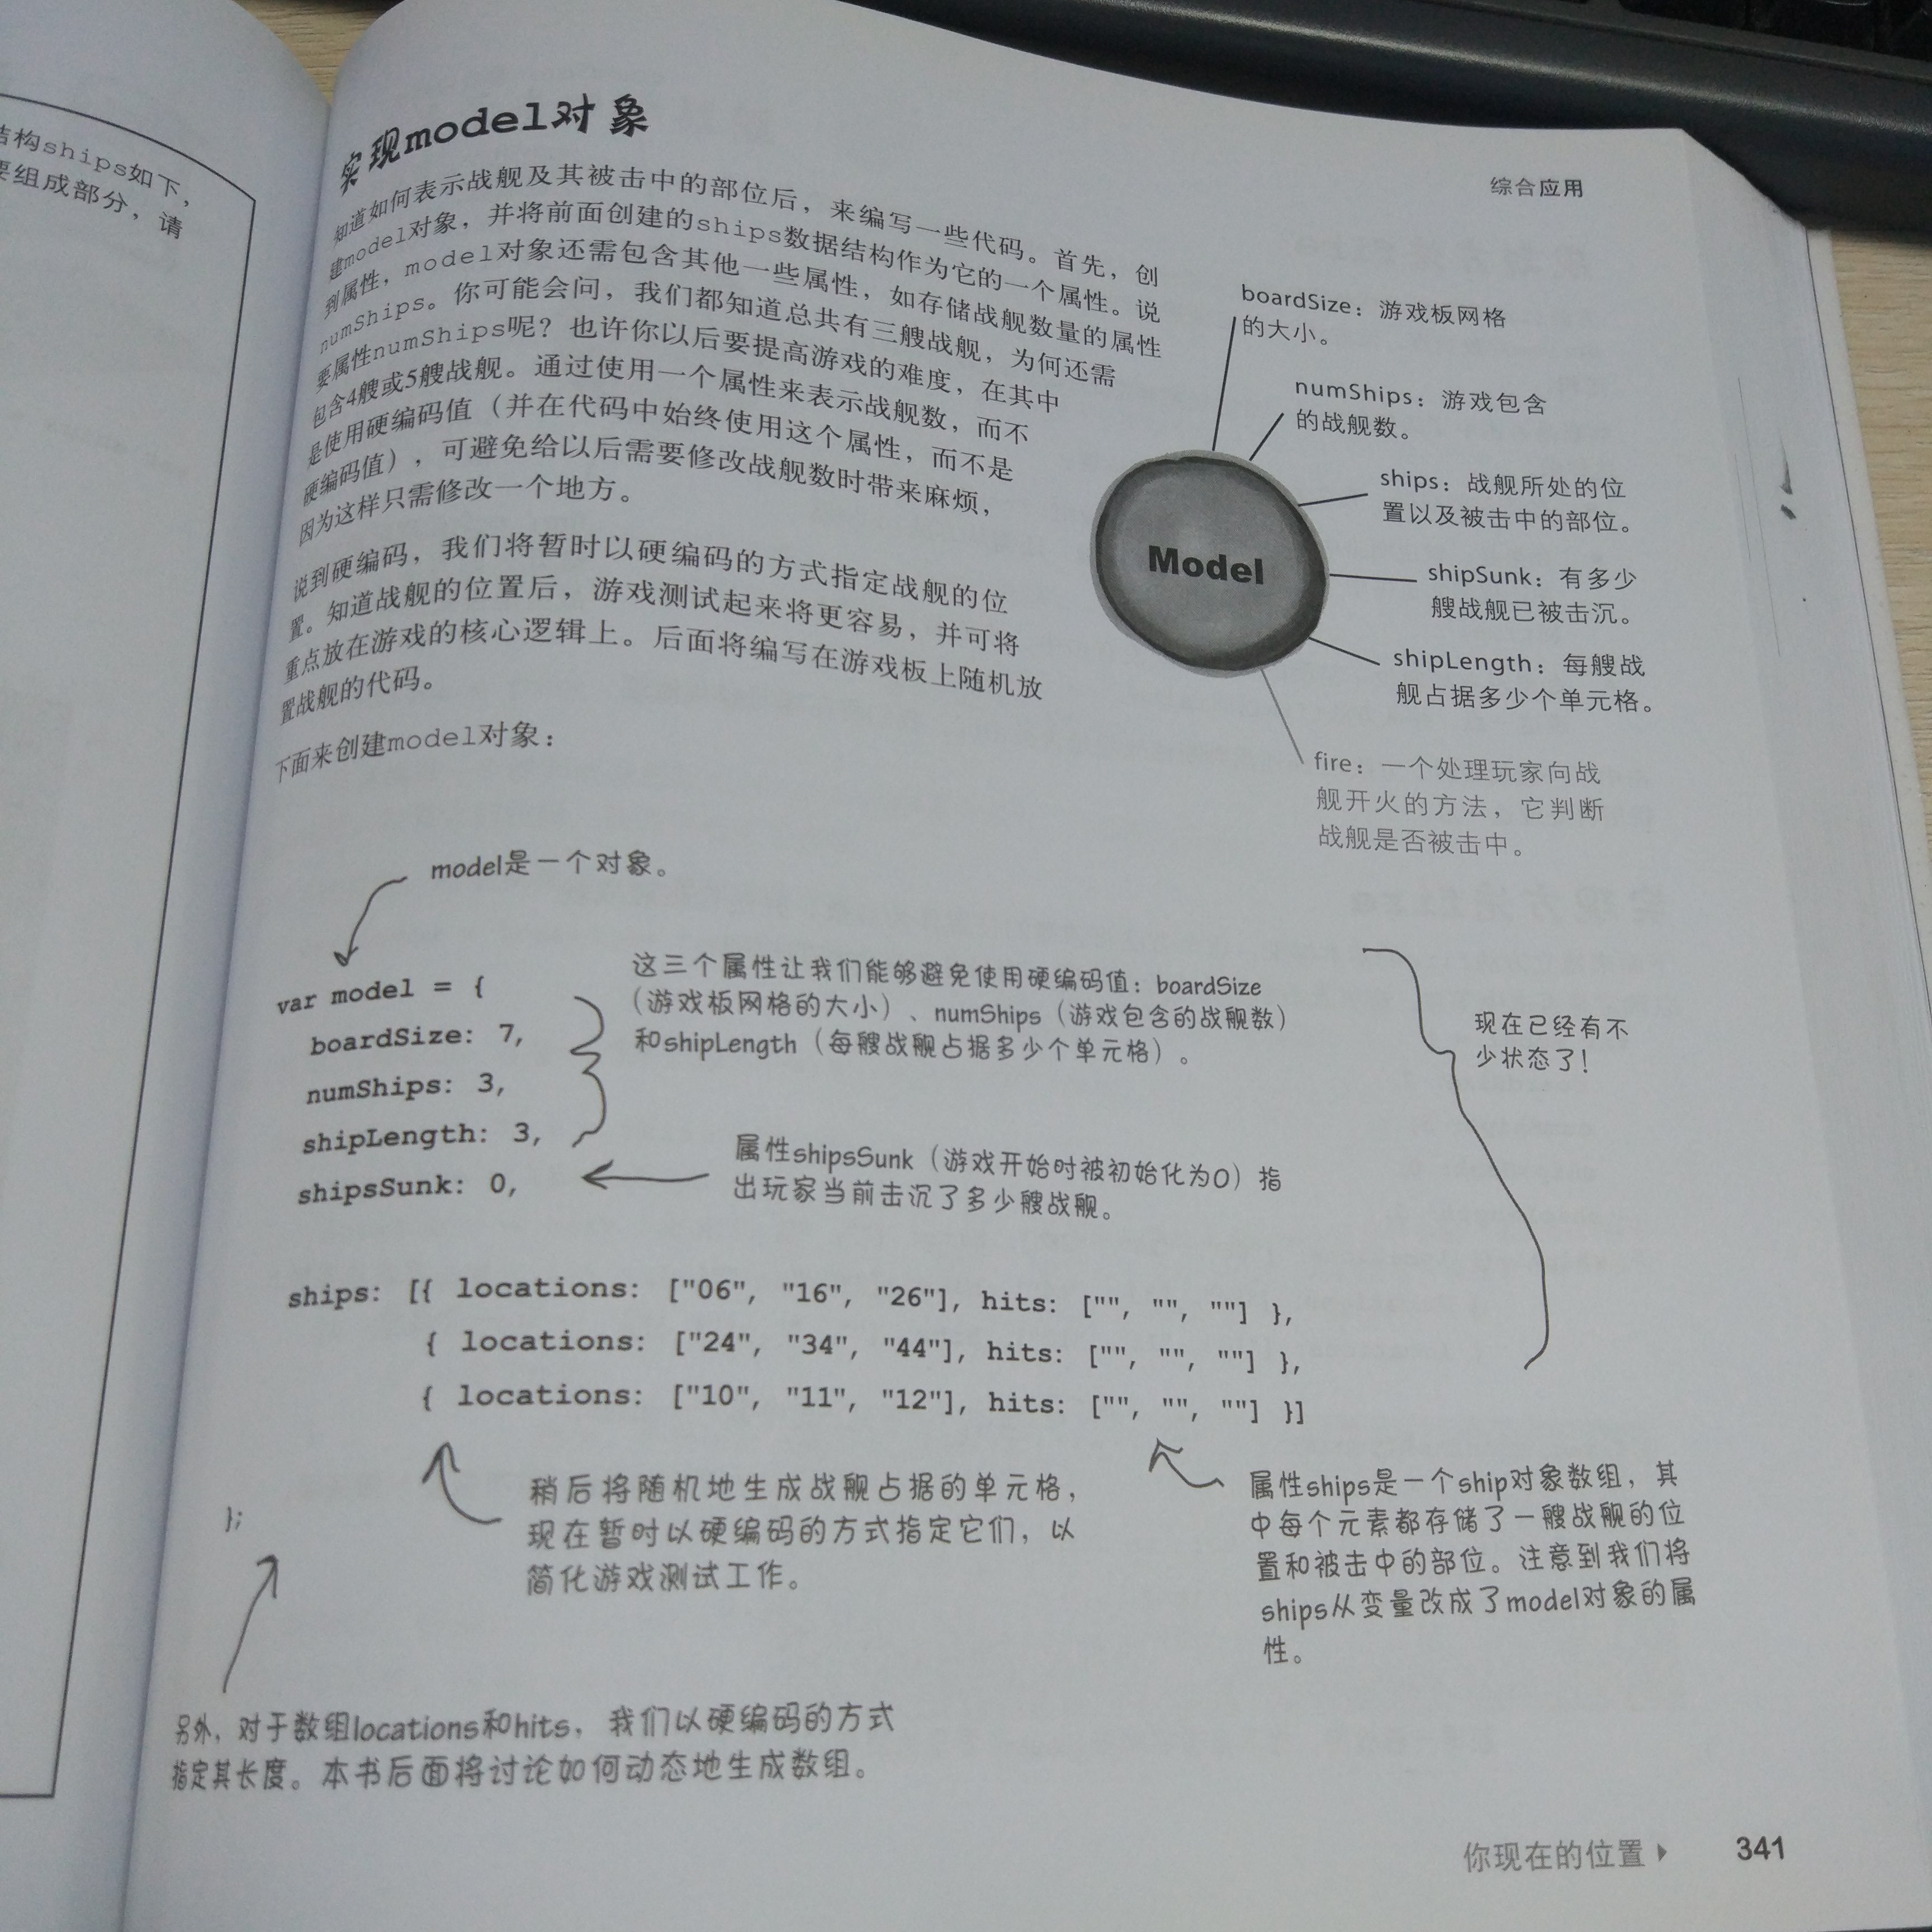 结构ships如下，
要组成部分，请
综合应用
实现model对象
知道如何表示战舰及其被击中的部位后，来编写一些代码。首先，创
建model对象，并将前面创建的ships数据结构作为它的一个属性。说
到属性，model对象还需包含其他一些属性，如存储战舰数量的属性
numShips。你可能会问，我们都知道总共有三艘战舰，为何还需
要属性numShips呢？也许你以后要提高游戏的难度，在其中
包含4艘或5艘战舰。通过使用一个属性来表示战舰数，而不
是使用硬编码值（并在代码中始终使用这个属性，而不是
硬编码值），可避免给以后需要修改战舰数时带来麻烦，
因为这样只需修改一个地方。
说到硬编码，我们将暂时以硬编码的方式指定战舰的位
置。知道战舰的位置后，游戏测试起来将更容易，并可将
重点放在游戏的核心逻辑上。后面将编写在游戏板上随机放
置战舰的代码。
下面来创建model对象：
boardSize：游戏板网格
的大小。
numShips：游戏包含
的战舰数。
ships：战舰所处的位
置以及被击中的部位。
Model
shipSunk：有多少
艘战舰已被击沉。
shipLength：每艘战
舰占据多少个单元格。
fire：一个处理玩家向战
舰开火的方法，它判断
战舰是否被击中。
model是一个对象。
var model = {
boardSize: 7,
numShips: 3,
shipLength: 3,
shipsSunk: 0,
这三个属性让我们能够避免使用硬编码值：boardSize
（游戏板网格的大小）、numShips（游戏包含的战舰数）
和shipLength（每艘战舰占据多少个单元格）。
现在已经有不
少状态了！
属性shipsSunk（游戏开始时被初始化为0）指
出玩家当前击沉了多少艘战舰。
ships: [{ locations: ["06", "16", "26"], hits: ["", "", ""] },
{ locations: ["24", "34", "44"], hits: ["", "", ""] },
{ locations: ["10", "11", "12"], hits: ["", "", ""] }]
};
稍后将随机地生成战舰占据的单元格，
现在暂时以硬编码的方式指定它们，以
简化游戏测试工作。
属性ships是一个ship对象数组，其
中每个元素都存储了一艘战舰的位
置和被击中的部位。注意到我们将
ships从变量改成了model对象的属
性。
另外，对于数组locations和hits，我们以硬编码的方式
指定其长度。本书后面将讨论如何动态地生成数组。
你现在的位置 341